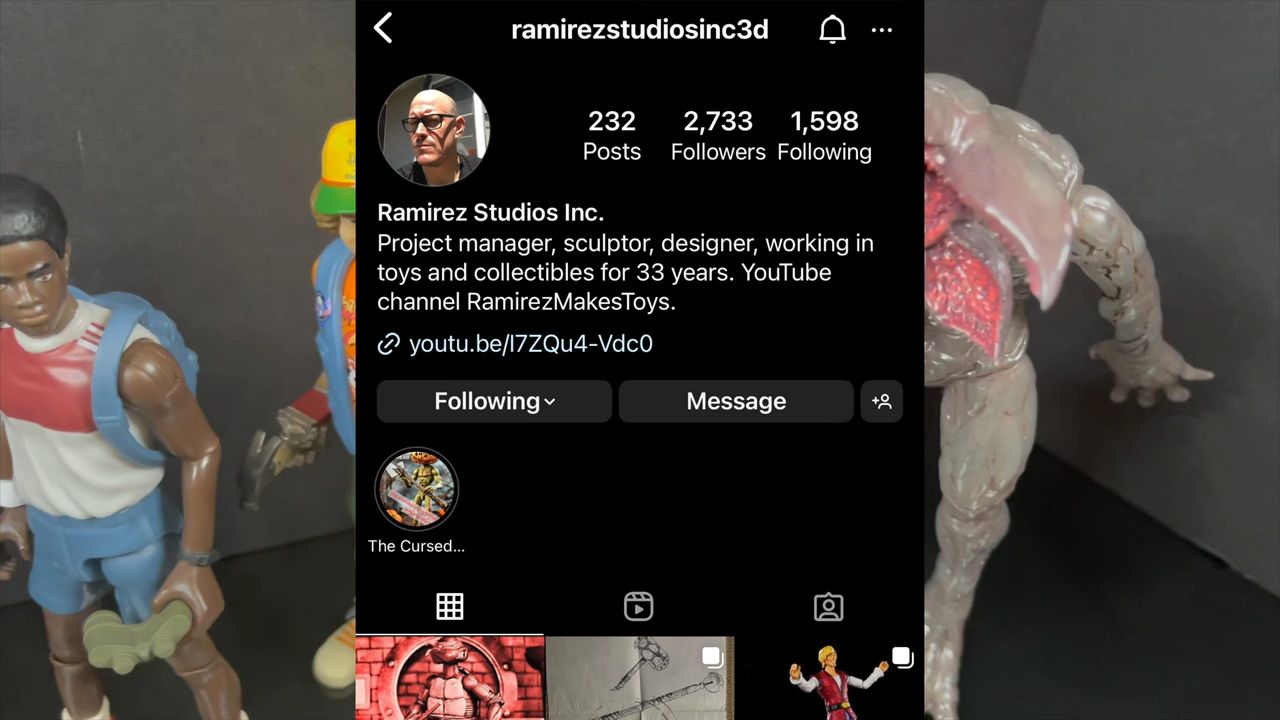 ramirezstudiosinc3d
232
Posts
2,733
Followers
1,598
Following
Ramirez Studios Inc.
Project manager, sculptor, designer, working in
toys and collectibles for 33 years. YouTube
channel RamirezMakesToys.
youtu.be/I7ZQu4-Vdc0
Following
Message
The Cursed...